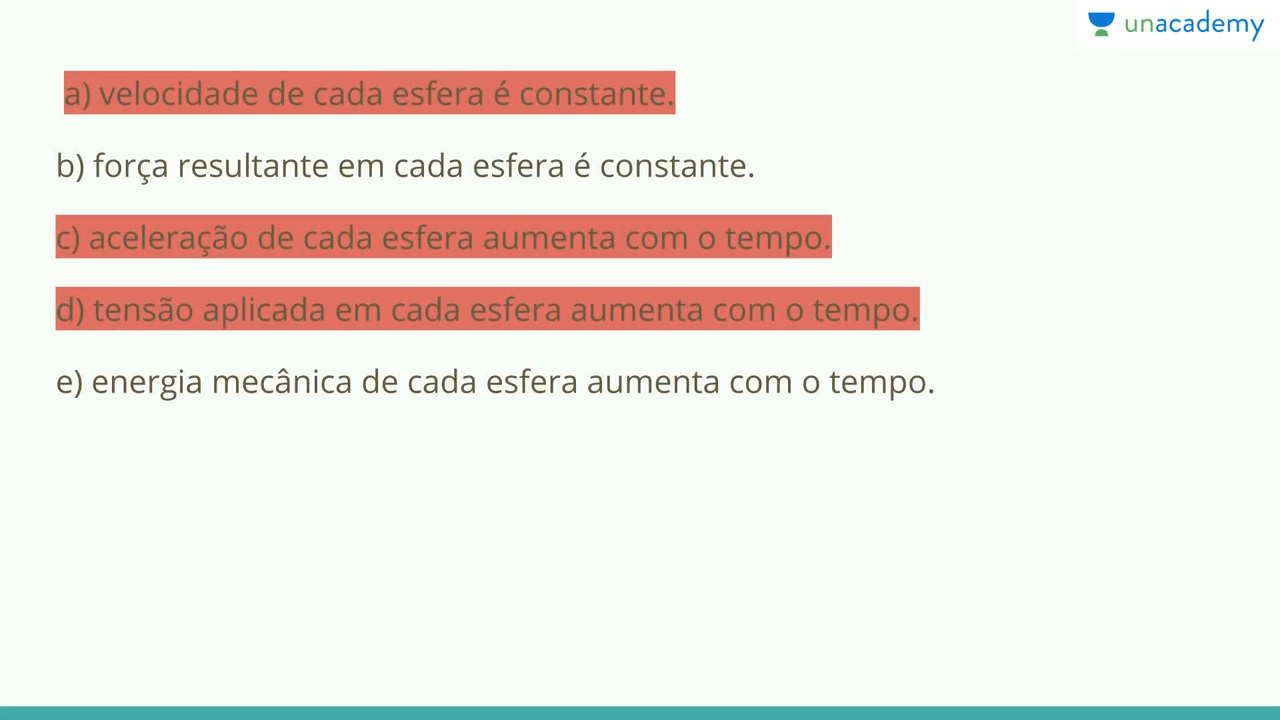 unacademy
a) velocidade de cada esfera é constante.
b) força resultante em cada esfera é constante.
c) aceleração de cada esfera aumenta com o tempo.
d) tensão aplicada em cada esfera aumenta com o tempo.
e) energia mecânica de cada esfera aumenta com o tempo.